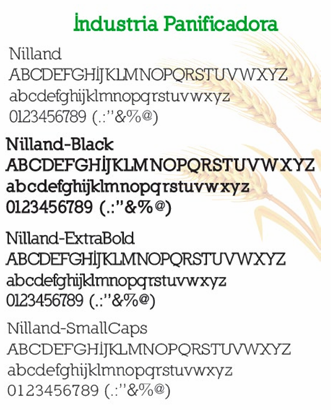 İndustria Panificadora
Nilland
ABCDEFGHİJKLMNOPQRSTUVWXYZ
abcdefghijklmnopqrstuvwxyz
0123456789 (.:"&%@)
Nilland-Black
ABCDEFGHİJKLMNOPQRSTUVWXYZ
abcdefghijklmnopqrstuvwxyz
0123456789 (.:"&%@)
Nilland-ExtraBold
ABCDEFGHİJKLMNOPQRSTUVWXYZ
abcdefghijklmnopqrstuvwxyz
0123456789 (.:"&%@)
Nilland-SmallCaps
ABCDEFGHİJKLMNOPQRSTUVWXYZ
abcdefghijklmnopqrstuvwxyz
0123456789 (.:"&%@)